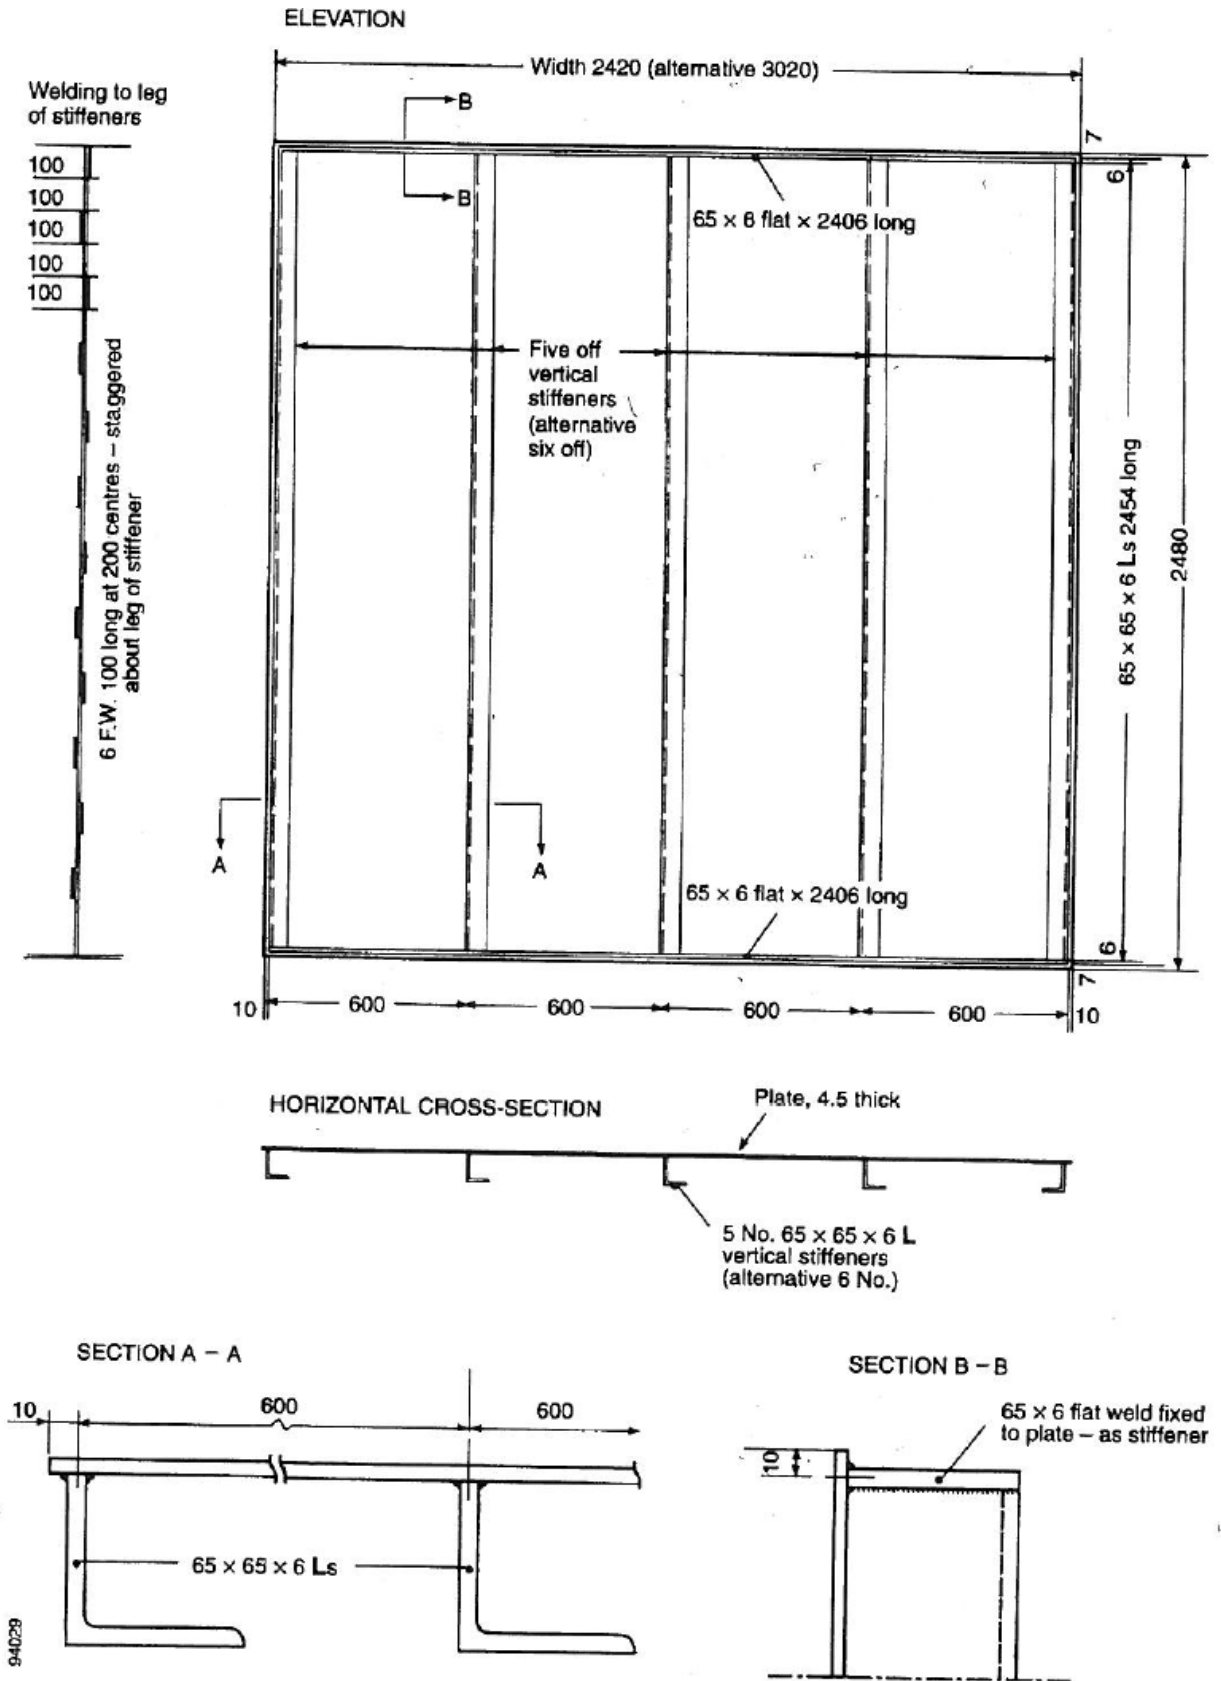 ELEVATION
Width 2420 (alternative 3020)
Welding to leg
of stiffeners
B
B
7
6
100
100
100
100
100
65 × 6 flat × 2406 long
Five off
vertical
stiffeners
(alternative
six off)
6 F.W. 100 long at 200 centres – staggered
about leg of stiffener
65 × 65 × 6 Ls 2454 long
2480
A
A
65 × 6 flat × 2406 long
6
7
10
600
600
600
600
10
HORIZONTAL CROSS-SECTION
Plate, 4.5 thick
5 No. 65 × 65 × 6 L
vertical stiffeners
(alternative 6 No.)
SECTION A – A
10
600
600
65 × 65 × 6 Ls
SECTION B – B
65 × 6 flat weld fixed
to plate – as stiffener
10
94029